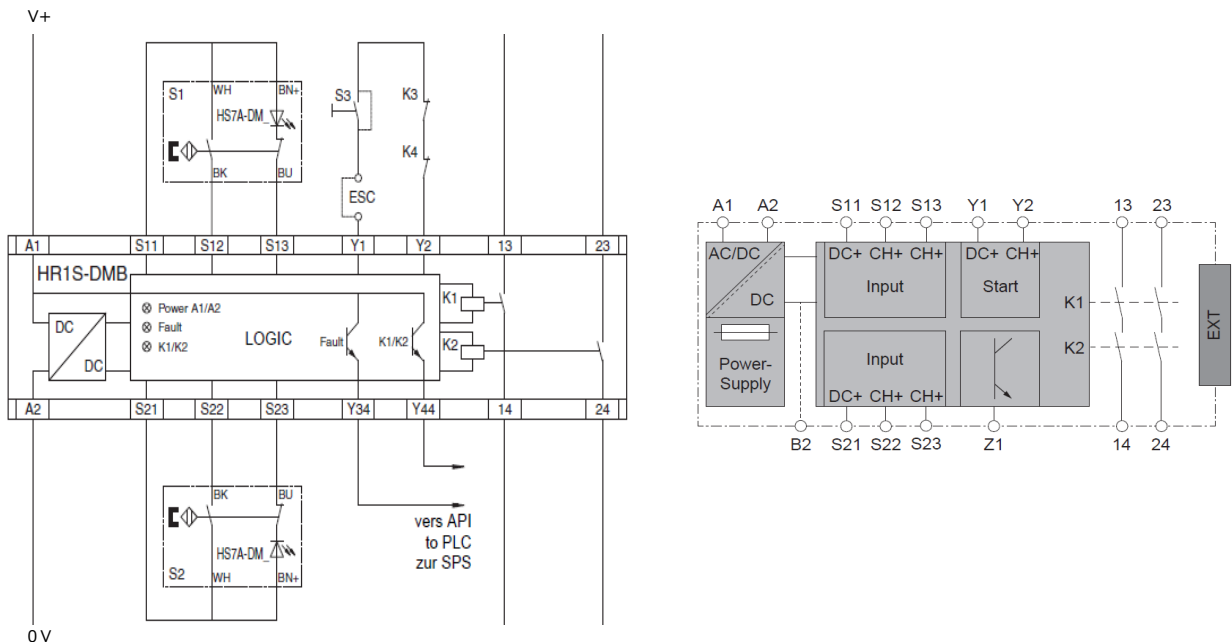 V+
S1
WH
BN+
HS7A-DM_
BK
BU
S3
ESC
K3
K4
A1
S11
S12
S13
Y1
Y2
13
23
HR1S-DMB
Power A1/A2
Fault
K1/K2
DC
DC
LOGIC
Fault
K1/K2
K1
K2
A2
S21
S22
S23
Y34
Y44
14
24
BK
BU
HS7A-DM_
S2
WH
BN+
vers API
to PLC
zur SPS
0 V
A1 A2 S11 S12 S13 Y1 Y2 13 23
AC/DC
DC
Power-
Supply
DC+ CH+ CH+
Input
DC+ CH+
Start
K1
K2
Input
DC+ CH+ CH+
EXT
B2 S21 S22 S23 Z1 14 24